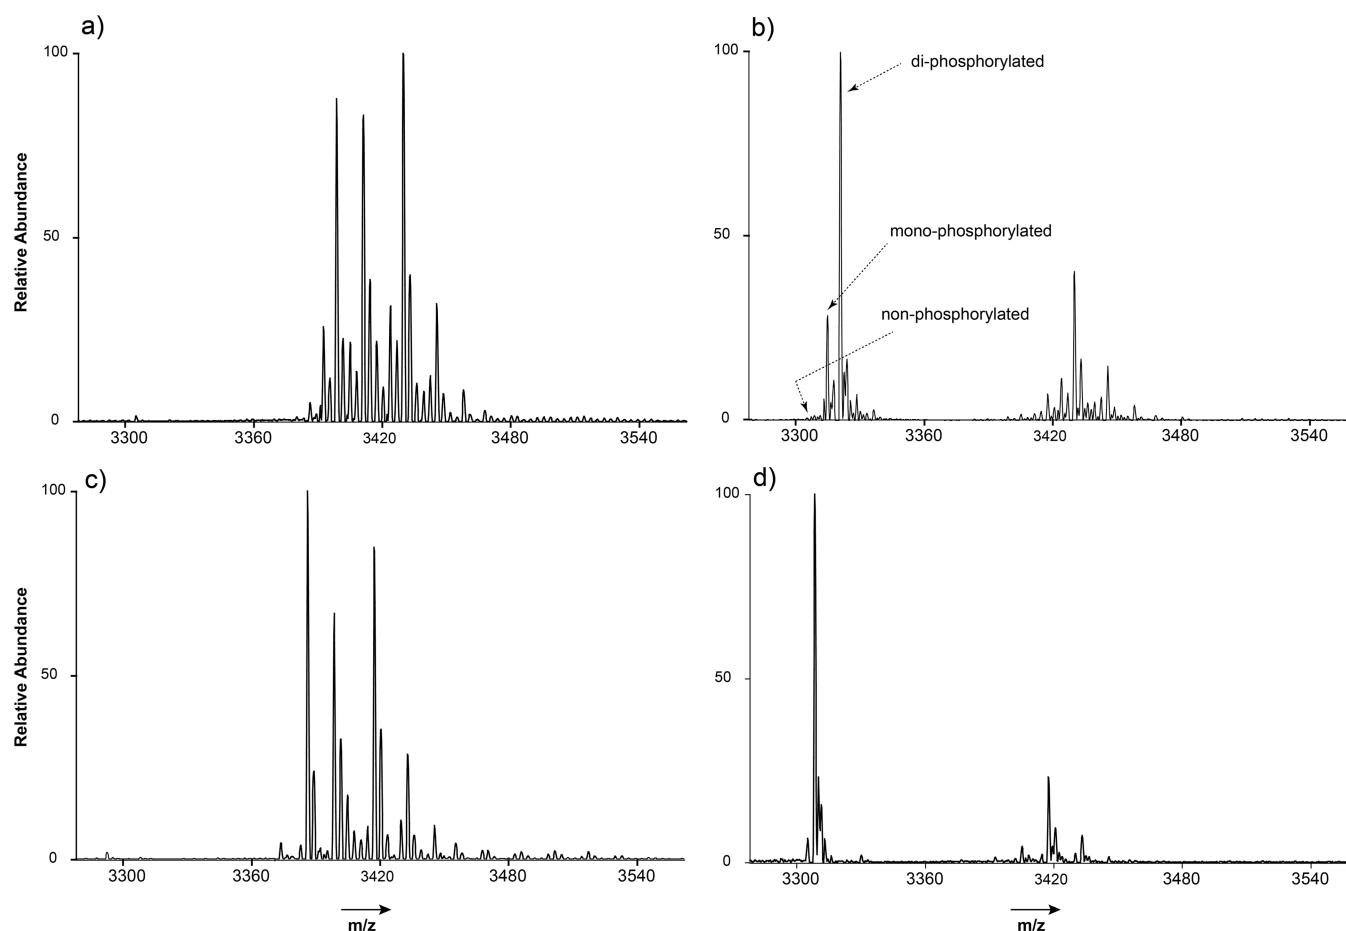 a)
100
50
0
3300 3360 3420 3480 3540
Relative Abundance
b)
100
50
0
di-phosphorylated
mono-phosphorylated
non-phosphorylated
3300 3360 3420 3480 3540
c)
100
50
0
3300 3360 3420 3480 3540
Relative Abundance
m/z
d)
100
50
0
3300 3360 3420 3480 3540
m/z